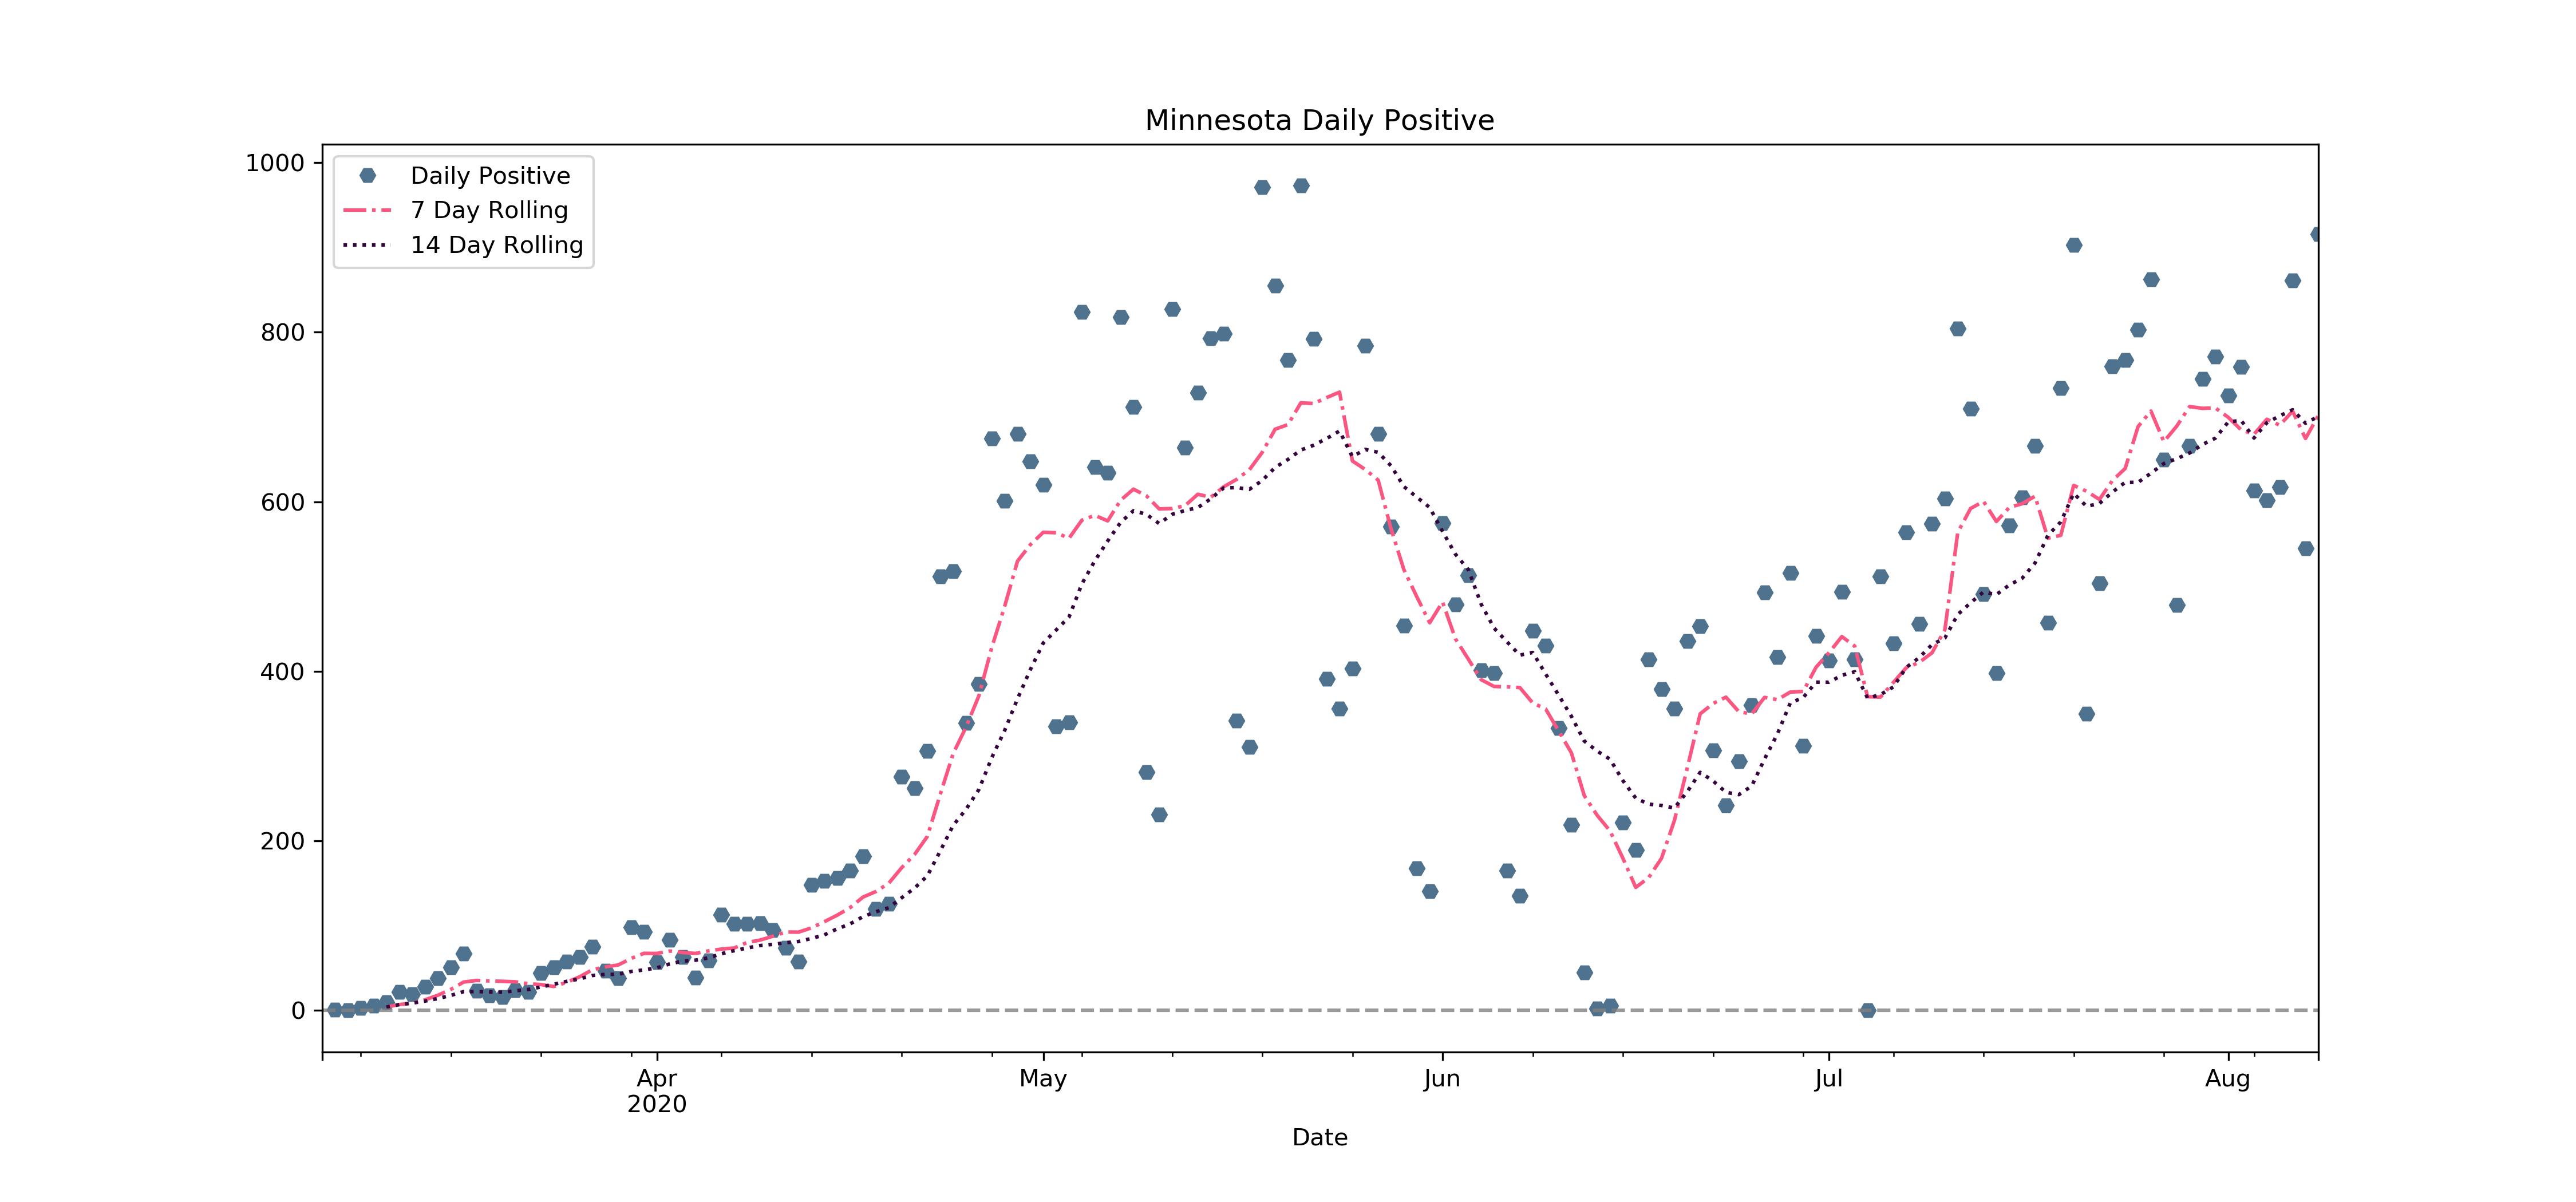 Minnesota Daily Positive
1000
800
600
400
200
0
Daily Positive
7 Day Rolling
14 Day Rolling
Apr
2020
May
Jun
Jul
Aug
Date